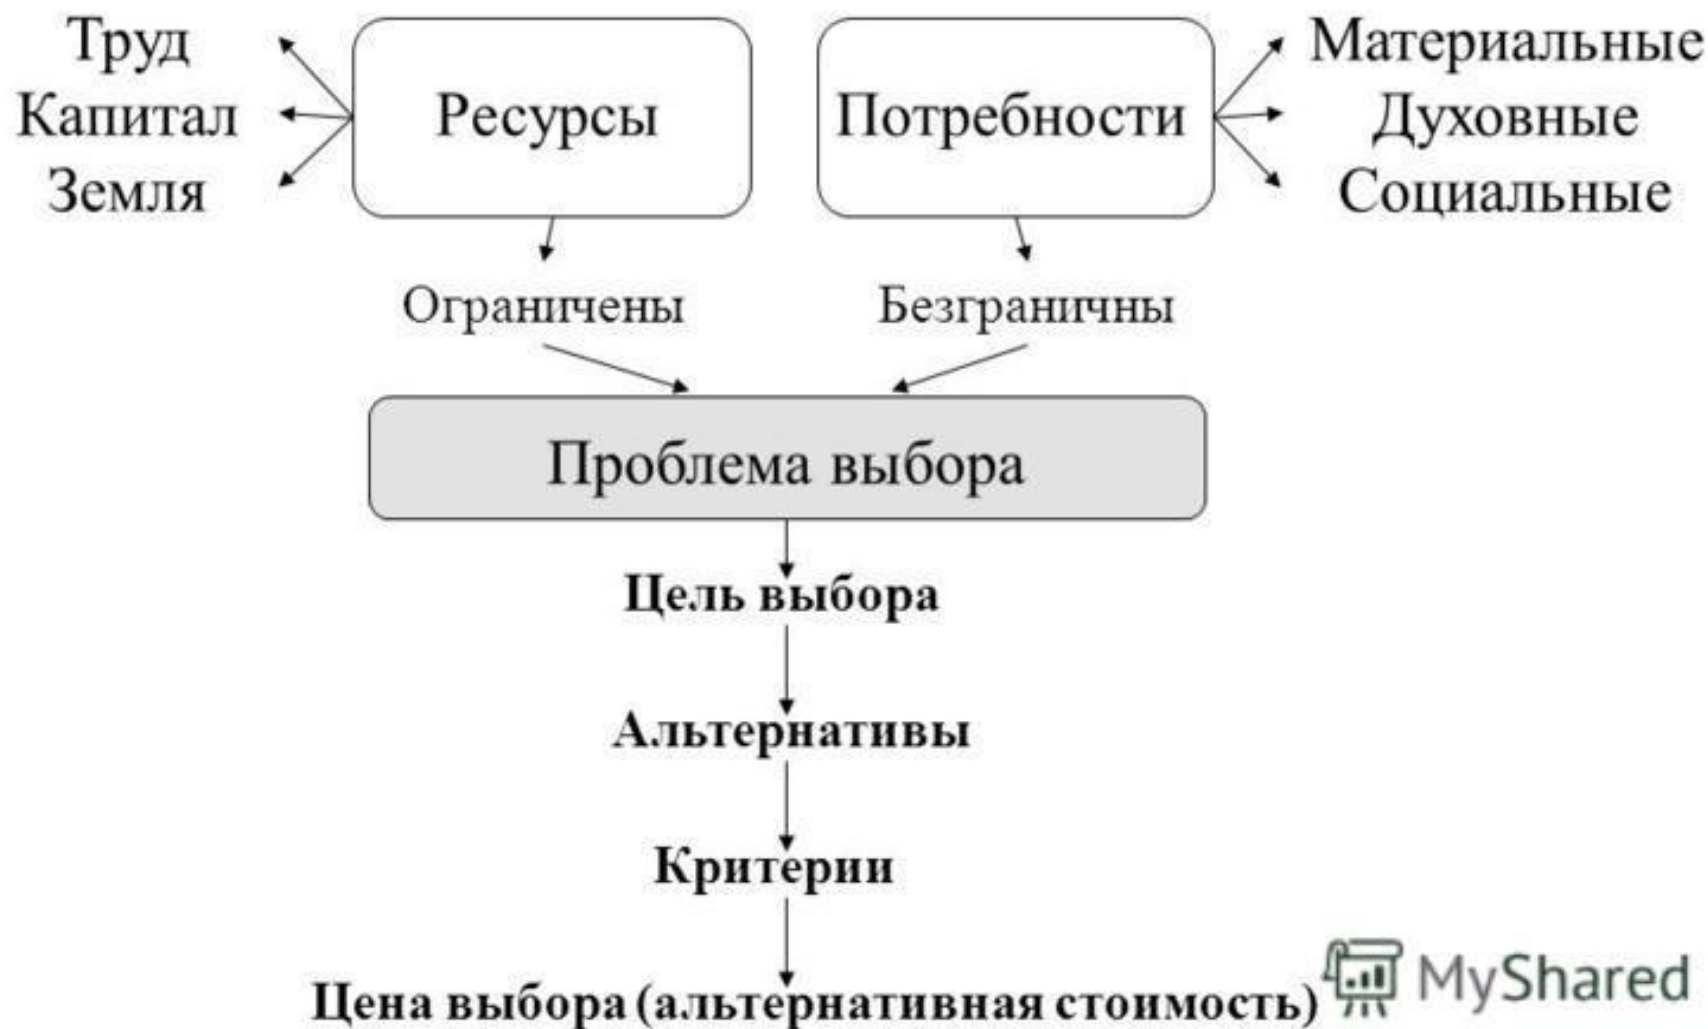 Труд
Капитал
Земля
Ресурсы
Потребности
Материальные
Духовные
Социальные
Ограничены
Безграничны
Проблема выбора
Цель выбора
Альтернативы
Критерии
Цена выбора (альтернативная стоимость)
MyShared